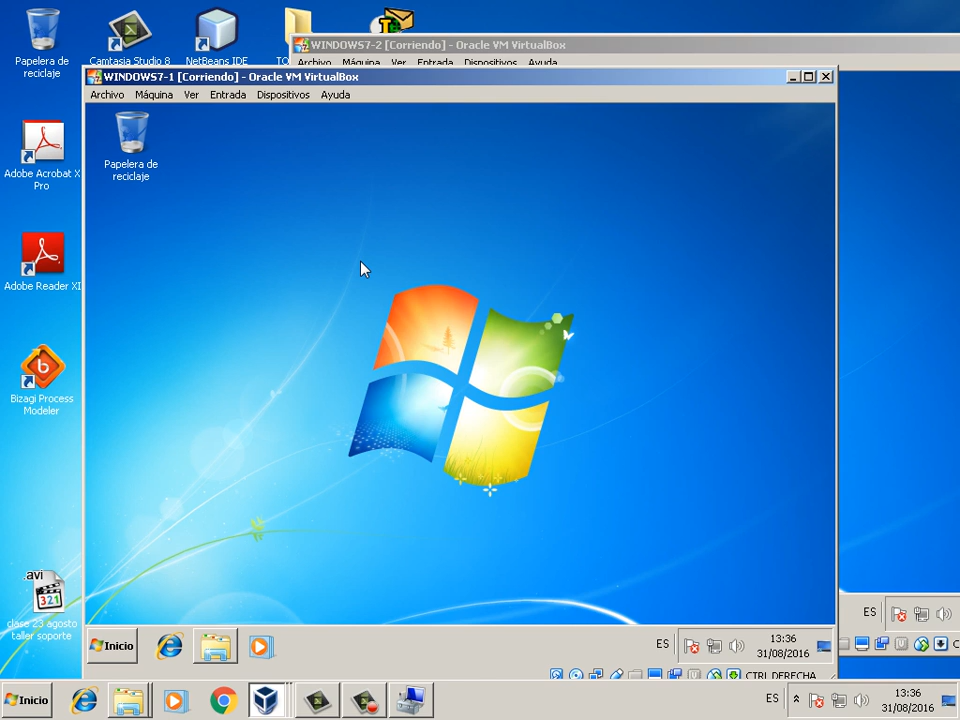 Papelera de
reciclaje
Camtasia Studio 8
NetBeans IDE
WINDOWS7-2 [Corriendo] - Oracle VM VirtualBox
Archivo Máquina Ver Entrada Dispositivos Ayuda
WINDOWS7-1 [Corriendo] - Oracle VM VirtualBox
Archivo Máquina Ver Entrada Dispositivos Ayuda
Papelera de
reciclaje
Adobe Acrobat X
Pro
Adobe Reader XI
Bizagi Process
Modeler
.avi
321
clase 23 agosto
taller soporte
ES
Inicio
ES
13:36
31/08/2016
CTRL DERECHA
Inicio
ES
13:36
31/08/2016